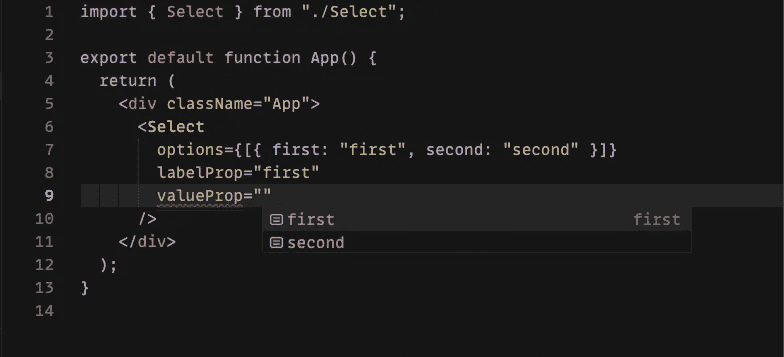 1 import { Select } from "./Select";
2
3 export default function App() {
4 return (
5 <div className="App">
6 <Select
7 options={[{ first: "first", second: "second" }]}
8 labelProp="first"
9 valueProp=""
10 />
first first
11 </div>
second
12 );
13 }
14